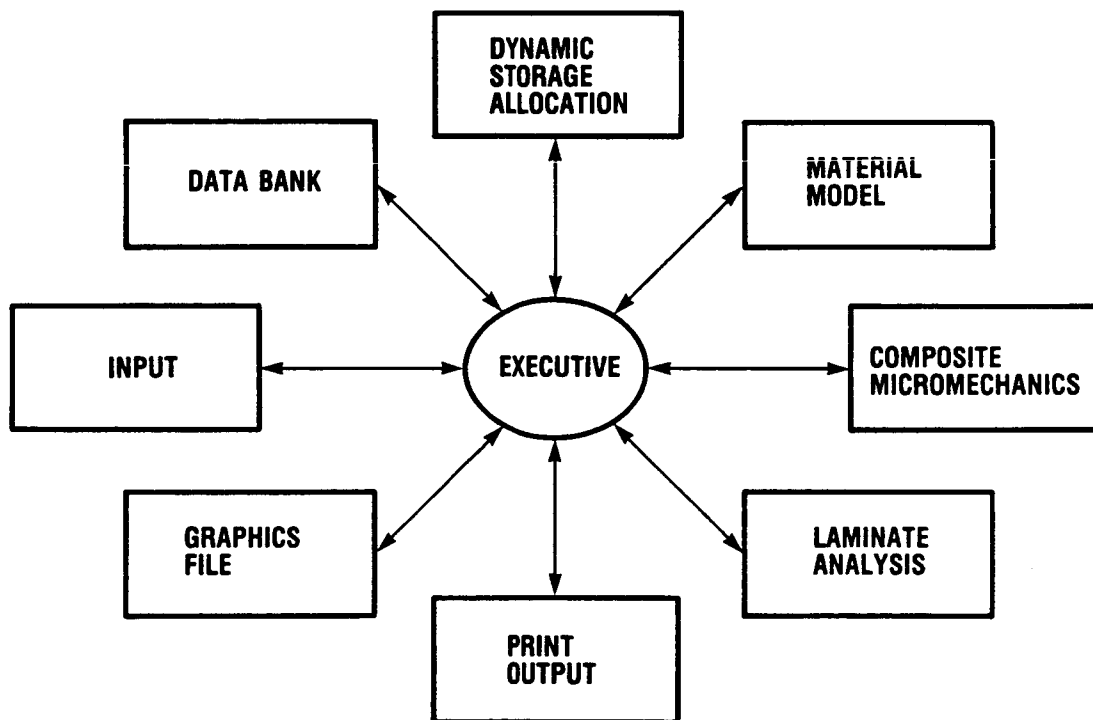 DYNAMIC
STORAGE
ALLOCATION
DATA BANK
MATERIAL
MODEL
INPUT
EXECUTIVE
COMPOSITE
MICROMECHANICS
GRAPHICS
FILE
LAMINATE
ANALYSIS
PRINT
OUTPUT